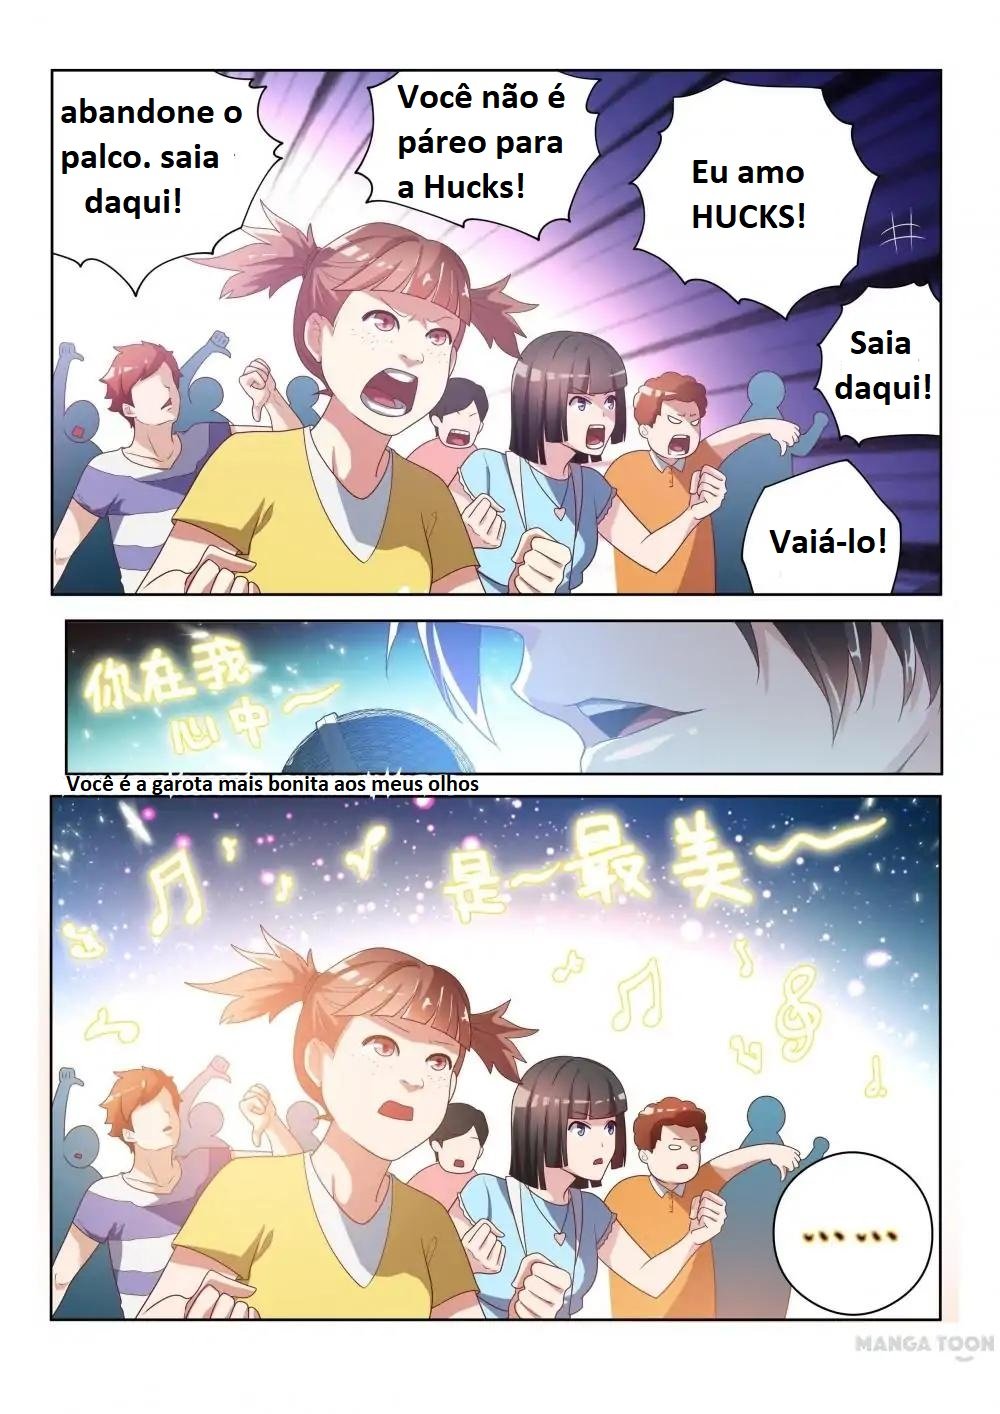 abandone o
palco. saia
daqui!
Você não é
páreo para
a Hucks!
Eu amo
HUCKS!
Saia
daqui!
Vaiá-lo!
你在我
心中~
Você é a garota mais bonita aos meus olhos
是~最美~
……
MANGA TOON